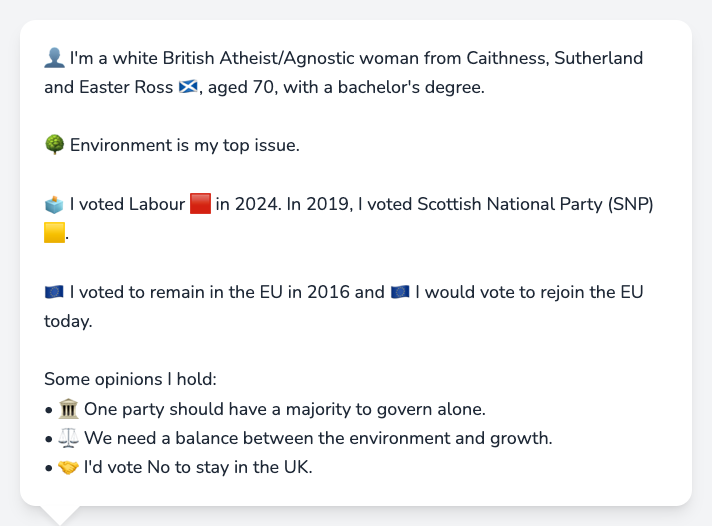 👤 I'm a white British Atheist/Agnostic woman from Caithness, Sutherland
and Easter Ross 🏴󠁧󠁢󠁳󠁣󠁴󠁿, aged 70, with a bachelor's degree.
🌳 Environment is my top issue.
🗳️ I voted Labour 🟥 in 2024. In 2019, I voted Scottish National Party (SNP)
🟨.
🇪🇺 I voted to remain in the EU in 2016 and 🇪🇺 I would vote to rejoin the EU
today.
Some opinions I hold:
• 🏛️ One party should have a majority to govern alone.
• ⚖️ We need a balance between the environment and growth.
• 🤝 I'd vote No to stay in the UK.